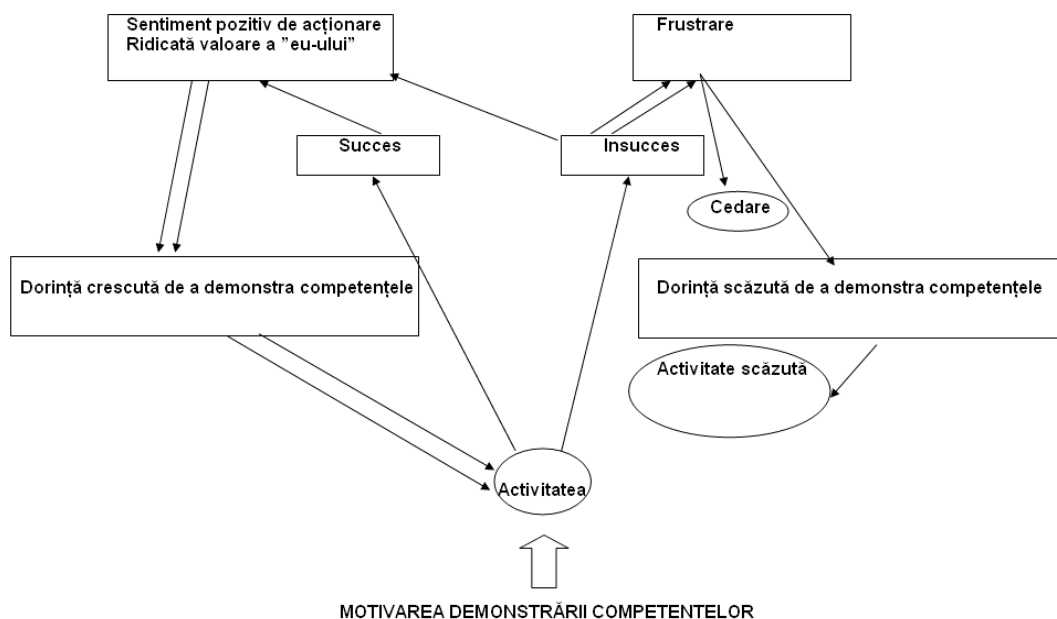 Sentiment pozitiv de acționare
Ridicată valoare a ”eu-ului”
Frustrare
Succes
Insucces
Cedare
Dorință crescută de a demonstra competențele
Dorință scăzută de a demonstra competențele
Activitate scăzută
Activitatea
MOTIVAREA DEMONSTRĂRII COMPETENTELOR